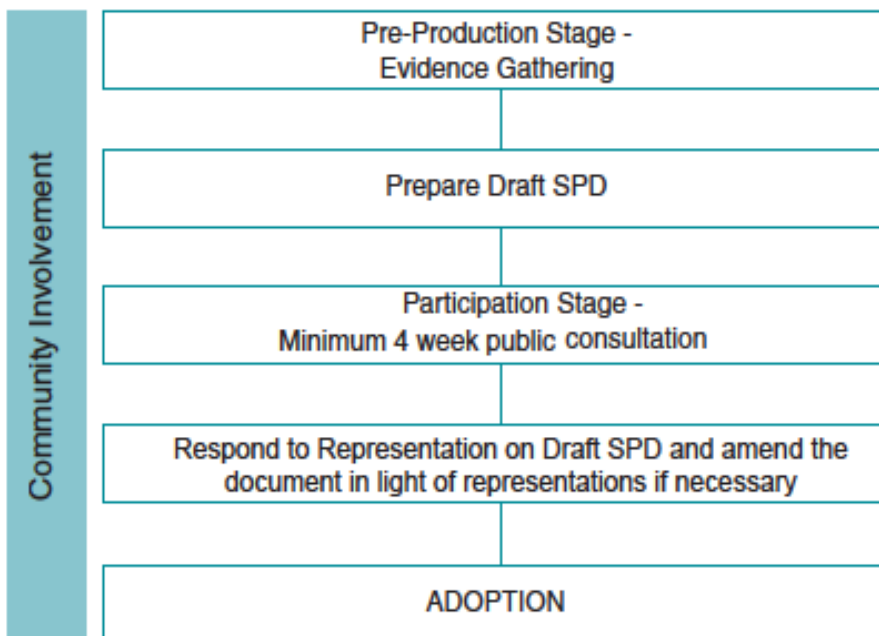 Community Involvement
Pre-Production Stage -
Evidence Gathering
Prepare Draft SPD
Participation Stage -
Minimum 4 week public consultation
Respond to Representation on Draft SPD and amend the
document in light of representations if necessary
ADOPTION